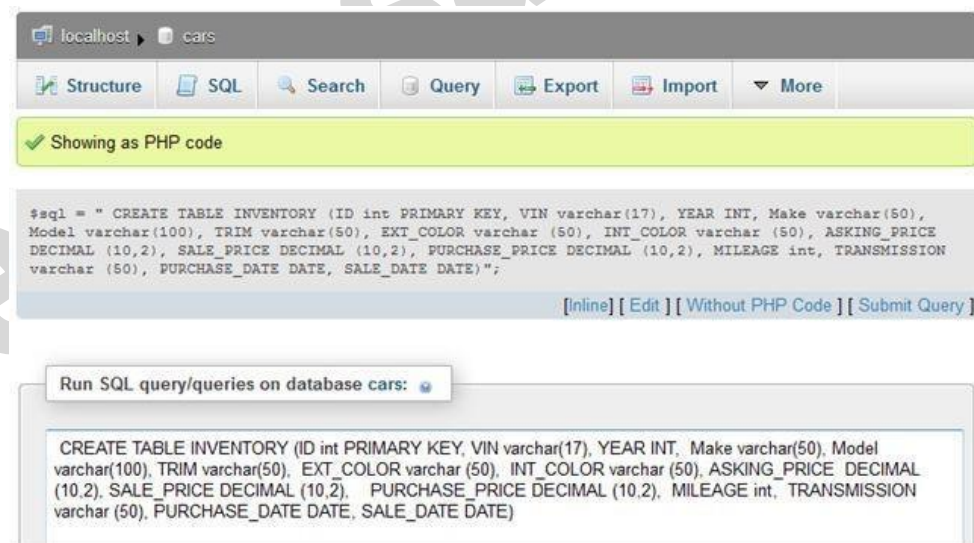 localhost ▸ cars
Structure SQL Search Query Export Import More
Showing as PHP code
$sql = " CREATE TABLE INVENTORY (ID int PRIMARY KEY, VIN varchar(17), YEAR INT, Make varchar(50),
Model varchar(100), TRIM varchar(50), EXT_COLOR varchar (50), INT_COLOR varchar (50), ASKING_PRICE
DECIMAL (10,2), SALE_PRICE DECIMAL (10,2), PURCHASE_PRICE DECIMAL (10,2), MILEAGE int, TRANSMISSION
varchar (50), PURCHASE_DATE DATE, SALE_DATE DATE)";
[Inline] [ Edit ] [ Without PHP Code ] [ Submit Query ]
Run SQL query/queries on database cars:
CREATE TABLE INVENTORY (ID int PRIMARY KEY, VIN varchar(17), YEAR INT, Make varchar(50), Model
varchar(100), TRIM varchar(50), EXT_COLOR varchar (50), INT_COLOR varchar (50), ASKING_PRICE DECIMAL
(10,2), SALE_PRICE DECIMAL (10,2), PURCHASE_PRICE DECIMAL (10,2), MILEAGE int, TRANSMISSION
varchar (50), PURCHASE_DATE DATE, SALE_DATE DATE)